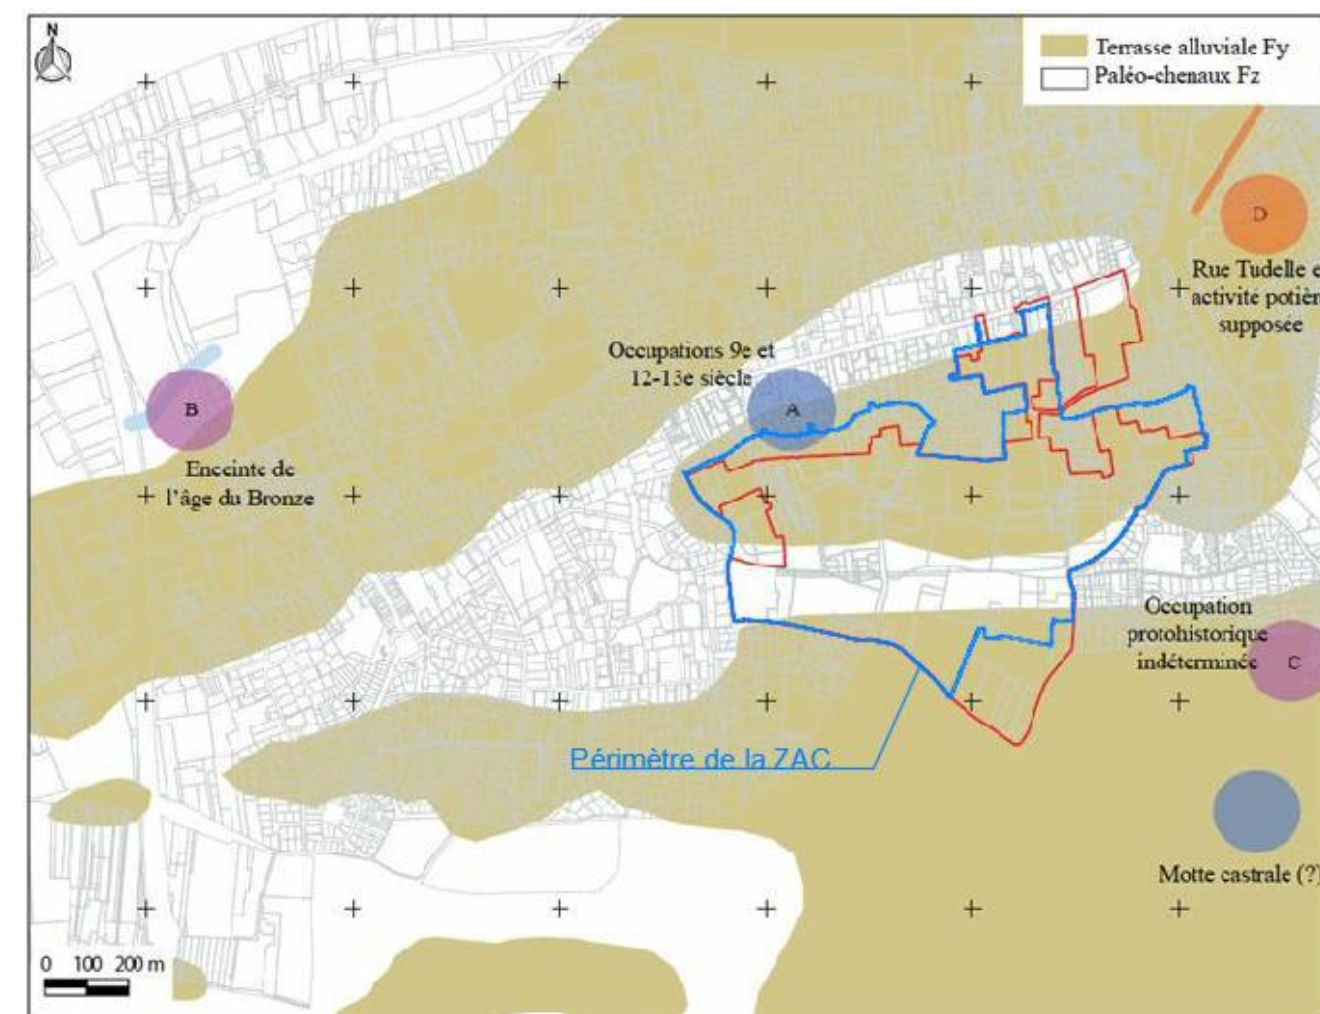 N
Terrasse alluviale Fy
Paléo-chenaux Fz
D
Rue Tudelle e
activité potièr
supposée
Occupations 9e et
12-13e siècle
A
B
Enceinte de
l'âge du Bronze
Occupation
protohistorique
indéterminée
C
Périmètre de la ZAC
Motte castrale (?)
0 100 200 m